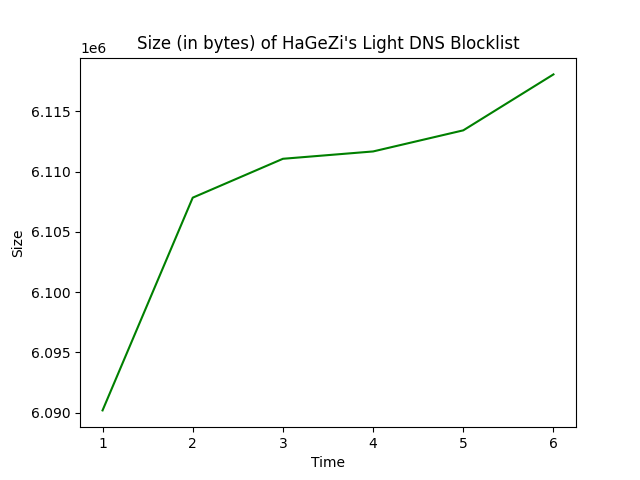 1e6
Size (in bytes) of HaGeZi's Light DNS Blocklist
6.115
6.110
6.105
6.100
6.095
6.090
Size
1 2 3 4 5 6
Time